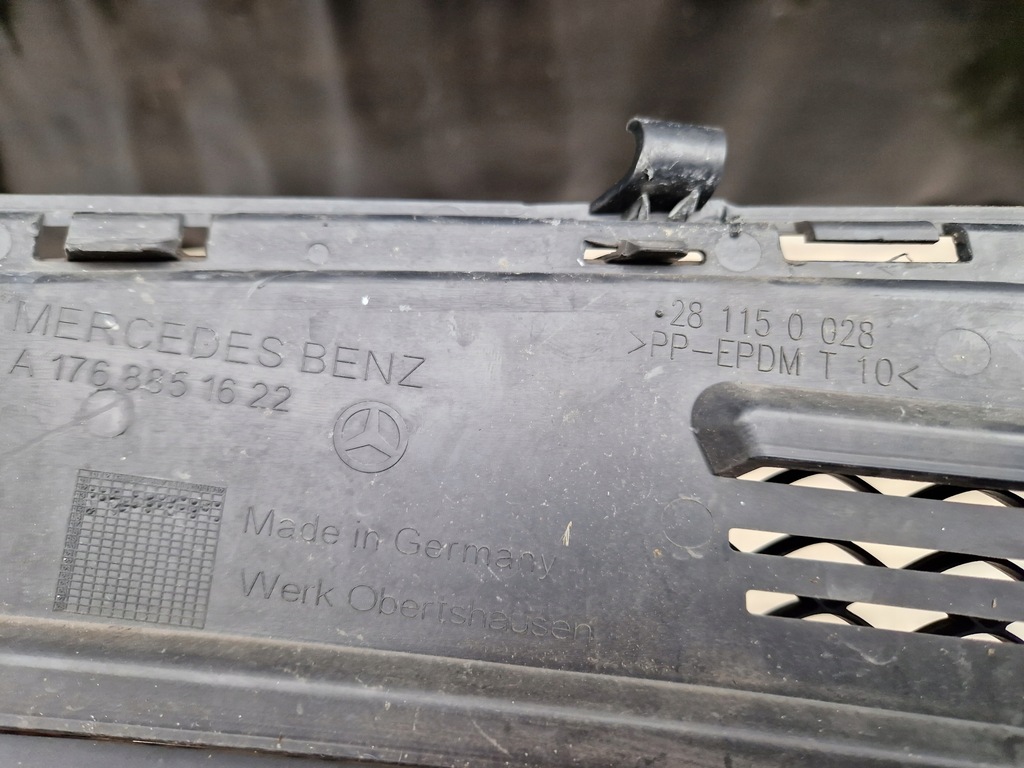 MERCEDES BENZ
A 176 885 16 22
28 115 0 028
>PP-EPDM T 10<
Made in Germany
Werk Obertshausen